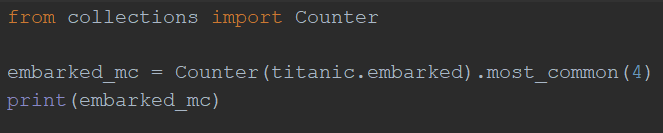 from collections import Counter
embarked_mc = Counter(titanic.embarked).most_common(4)
print(embarked_mc)